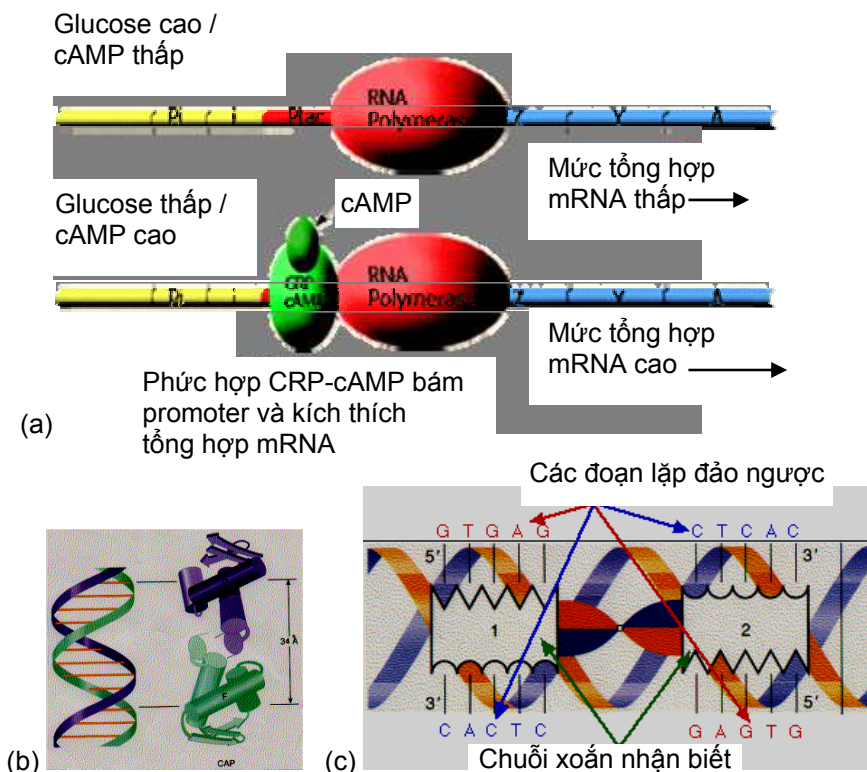 Glucose cao /
cAMP thấp
RNA
Polymerase
Mức tổng hợp
mRNA thấp
Glucose thấp /
cAMP cao
cAMP
CRP
cAMP
RNA
Polymerase
Mức tổng hợp
mRNA cao
Phức hợp CRP-cAMP bám
promoter và kích thích
tổng hợp mRNA
(a)
Các đoạn lặp đảo ngược
G T G A G
C T C A C
5’
3’
1
2
3’
5’
C A C T C
G A G T G
Chuỗi xoắn nhận biết
(c)
34 Å
F
CAP
(b)